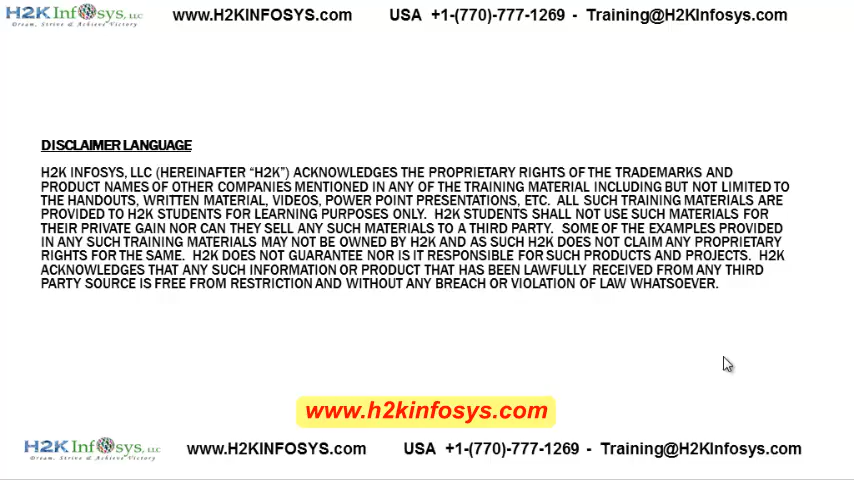 H2K Infosys, LLC
Dream, Strive & Achieve Victory
www.H2KINFOSYS.com USA +1-(770)-777-1269 - Training@H2KInfosys.com
DISCLAIMER LANGUAGE
H2K INFOSYS, LLC (HEREINAFTER “H2K”) ACKNOWLEDGES THE PROPRIETARY RIGHTS OF THE TRADEMARKS AND
PRODUCT NAMES OF OTHER COMPANIES MENTIONED IN ANY OF THE TRAINING MATERIAL INCLUDING BUT NOT LIMITED TO
THE HANDOUTS, WRITTEN MATERIAL, VIDEOS, POWER POINT PRESENTATIONS, ETC. ALL SUCH TRAINING MATERIALS ARE
PROVIDED TO H2K STUDENTS FOR LEARNING PURPOSES ONLY. H2K STUDENTS SHALL NOT USE SUCH MATERIALS FOR
THEIR PRIVATE GAIN NOR CAN THEY SELL ANY SUCH MATERIALS TO A THIRD PARTY. SOME OF THE EXAMPLES PROVIDED
IN ANY SUCH TRAINING MATERIALS MAY NOT BE OWNED BY H2K AND AS SUCH H2K DOES NOT CLAIM ANY PROPRIETARY
RIGHTS FOR THE SAME. H2K DOES NOT GUARANTEE NOR IS IT RESPONSIBLE FOR SUCH PRODUCTS AND PROJECTS. H2K
ACKNOWLEDGES THAT ANY SUCH INFORMATION OR PRODUCT THAT HAS BEEN LAWFULLY RECEIVED FROM ANY THIRD
PARTY SOURCE IS FREE FROM RESTRICTION AND WITHOUT ANY BREACH OR VIOLATION OF LAW WHATSOEVER.
www.h2kinfosys.com
H2K Infosys, LLC
Dream, Strive & Achieve Victory
www.H2KINFOSYS.com USA +1-(770)-777-1269 - Training@H2KInfosys.com